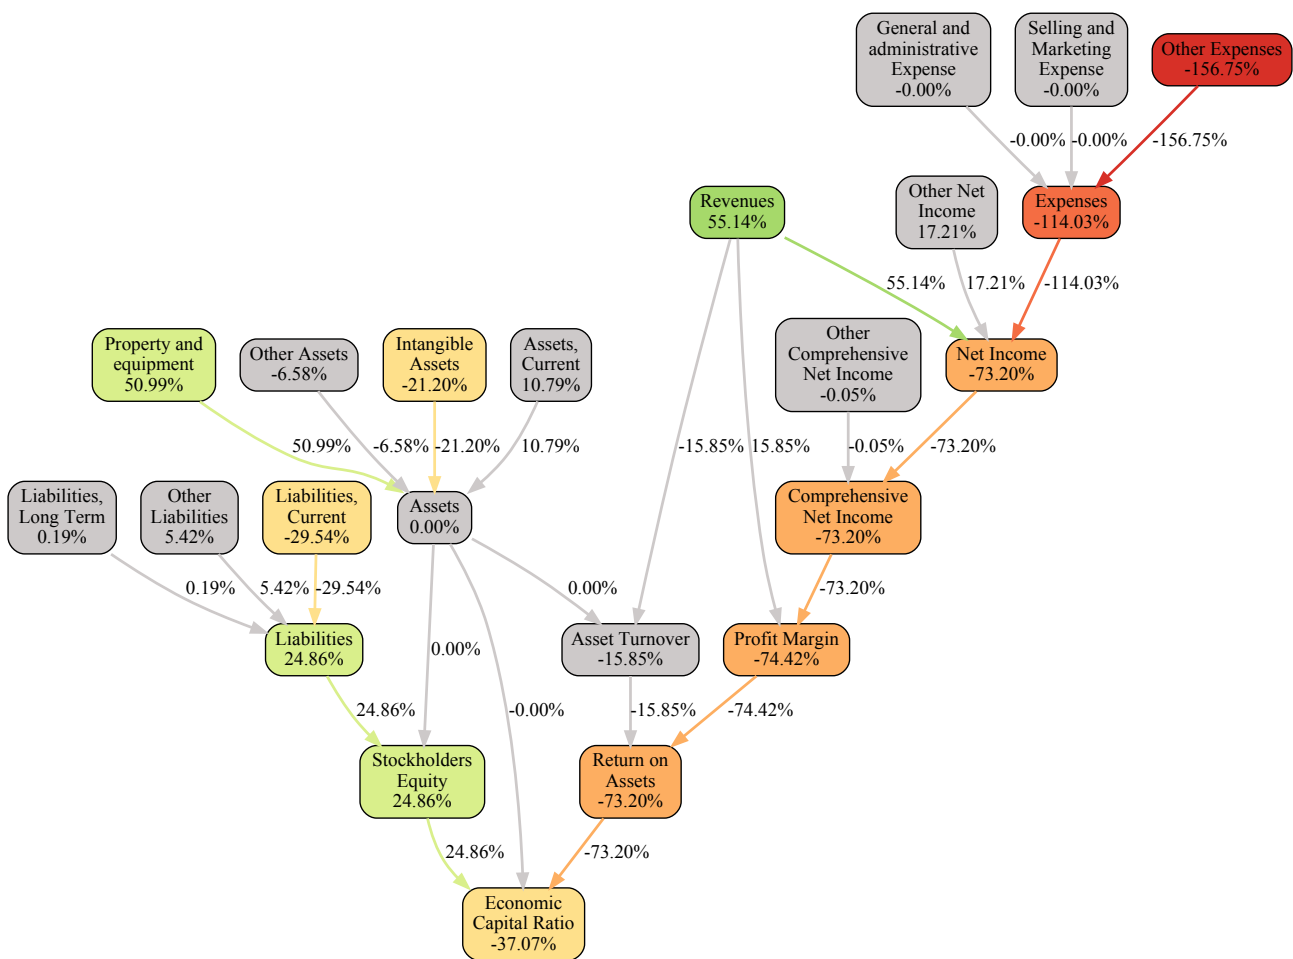 General and
administrative
Expense
-0.00%
Selling and
Marketing
Expense
-0.00%
Other Expenses
-156.75%
-0.00%
-0.00%
-156.75%
Revenues
55.14%
Other Net
Income
17.21%
Expenses
-114.03%
55.14%
17.21%
-114.03%
Property and
equipment
50.99%
Other Assets
-6.58%
Intangible
Assets
-21.20%
Assets,
Current
10.79%
Other
Comprehensive
Net Income
-0.05%
Net Income
-73.20%
50.99%
-6.58%
-21.20%
10.79%
-15.85%
15.85%
-0.05%
-73.20%
Liabilities,
Long Term
0.19%
Other
Liabilities
5.42%
Liabilities,
Current
-29.54%
Assets
0.00%
Comprehensive
Net Income
-73.20%
0.19%
5.42%
-29.54%
0.00%
-73.20%
Liabilities
24.86%
0.00%
Asset Turnover
-15.85%
Profit Margin
-74.42%
24.86%
-0.00%
-15.85%
-74.42%
Stockholders
Equity
24.86%
Return on
Assets
-73.20%
24.86%
-73.20%
Economic
Capital Ratio
-37.07%